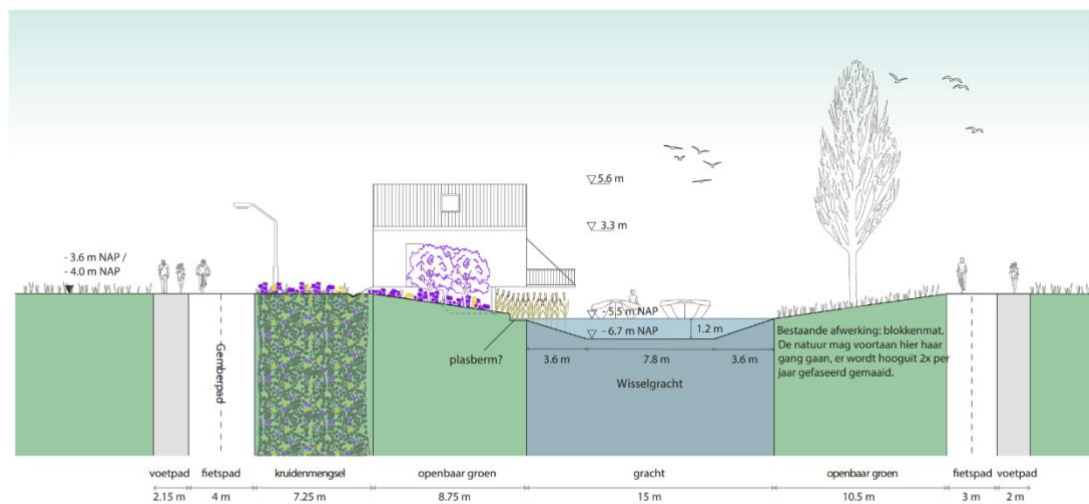 5.6 m
3.3 m
- 3.6 m NAP /
- 4.0 m NAP
- 5.5 m NAP
- 6.7 m NAP
1.2 m
plasberm?
3.6 m
7.8 m
3.6 m
Wisselgracht
Gemberpad
Bestaande afwerking: blokkenmat.
De natuur mag voortaan hier haar
gang gaan, er wordt hooguit 2x per
jaar gefaseerd gemaaid.
voetpad
fietspad
kruidenmengsel
openbaar groen
gracht
openbaar groen
fietspad
voetpad
2.15 m
4 m
7.25 m
8.75 m
15 m
10.5 m
3 m
2 m